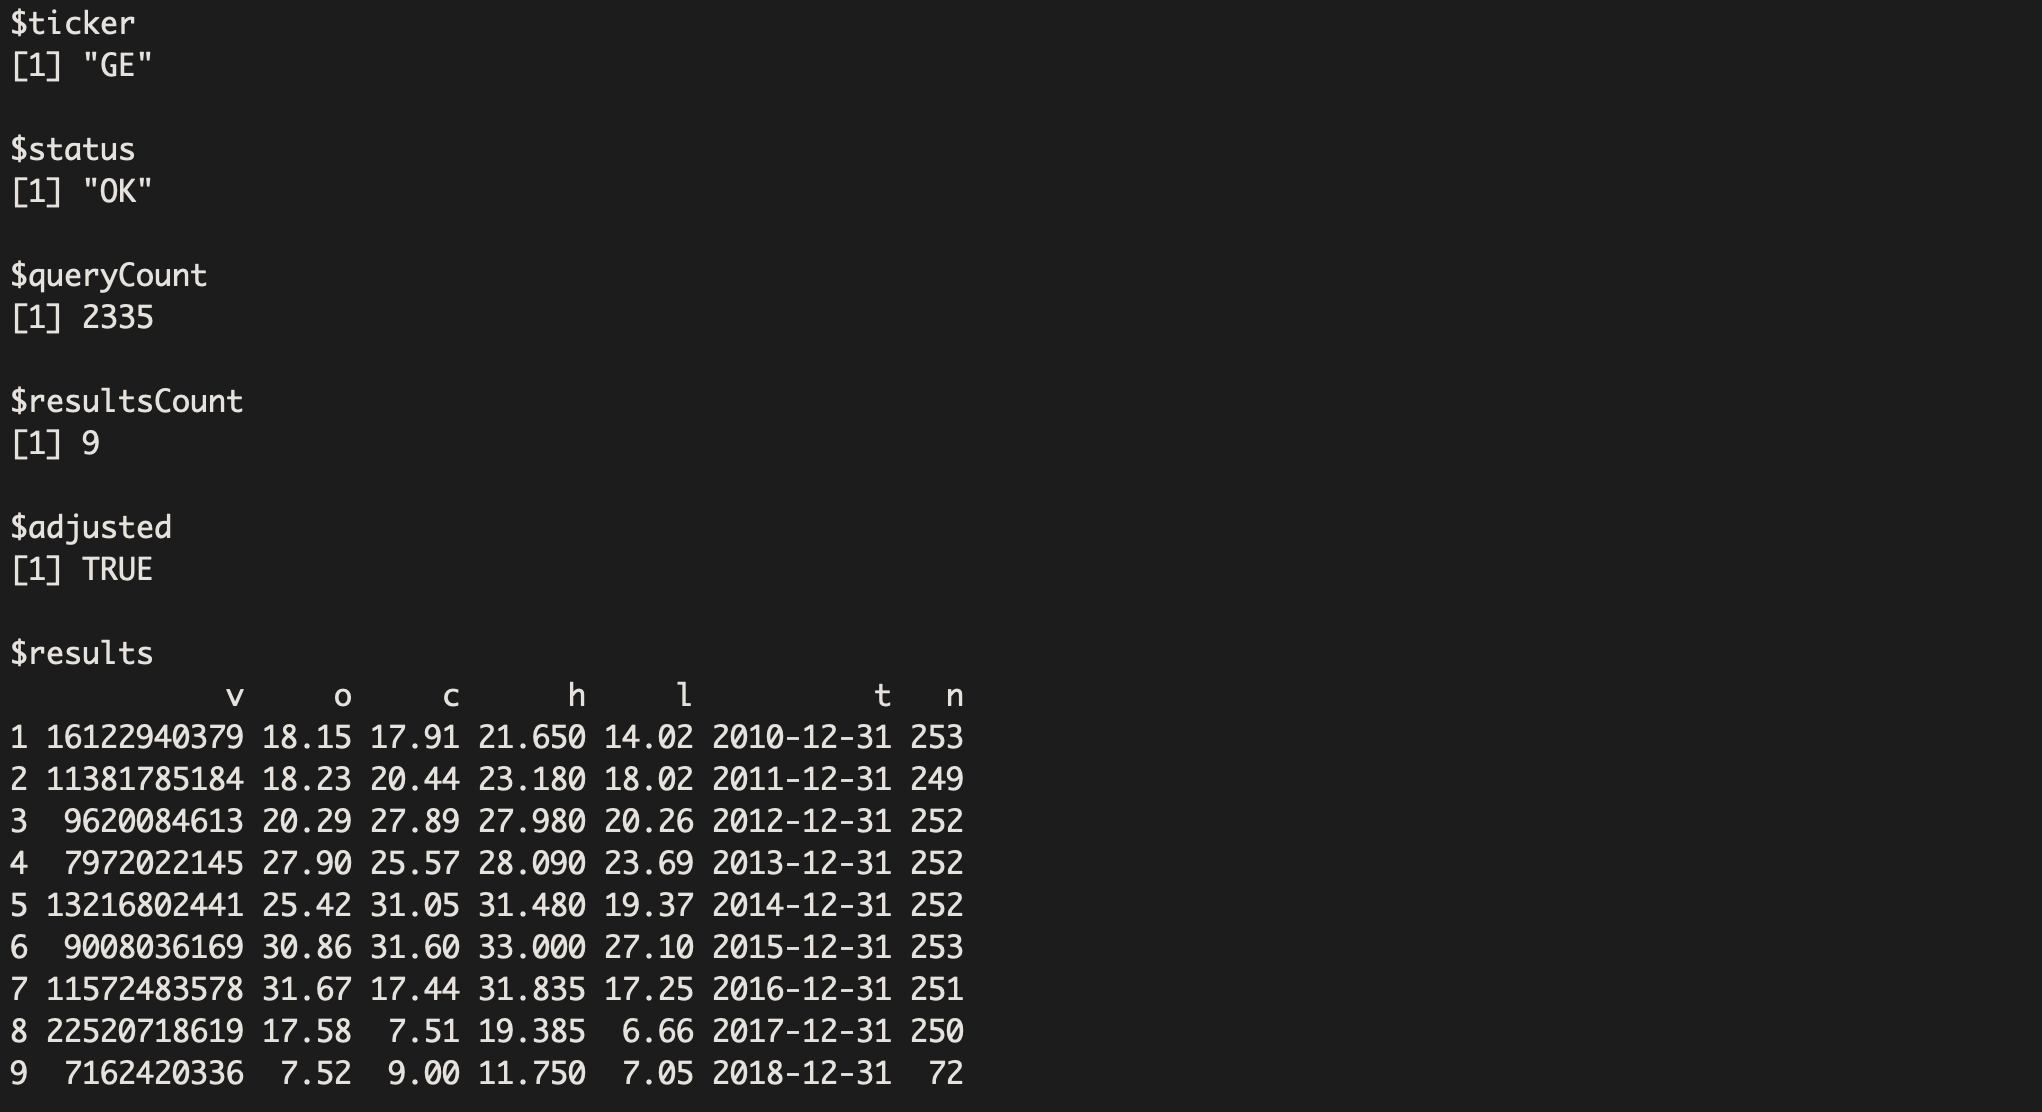 $ticker
[1] "GE"
$status
[1] "OK"
$queryCount
[1] 2335
$resultsCount
[1] 9
$adjusted
[1] TRUE
$results
            v     o     c      h     l          t   n
1 16122940379 18.15 17.91 21.650 14.02 2010-12-31 253
2 11381785184 18.23 20.44 23.180 18.02 2011-12-31 249
3  9620084613 20.29 27.89 27.980 20.26 2012-12-31 252
4  7972022145 27.90 25.57 28.090 23.69 2013-12-31 252
5 13216802441 25.42 31.05 31.480 19.37 2014-12-31 252
6  9008036169 30.86 31.60 33.000 27.10 2015-12-31 253
7 11572483578 31.67 17.44 31.835 17.25 2016-12-31 251
8 22520718619 17.58  7.51 19.385  6.66 2017-12-31 250
9  7162420336  7.52  9.00 11.750  7.05 2018-12-31  72